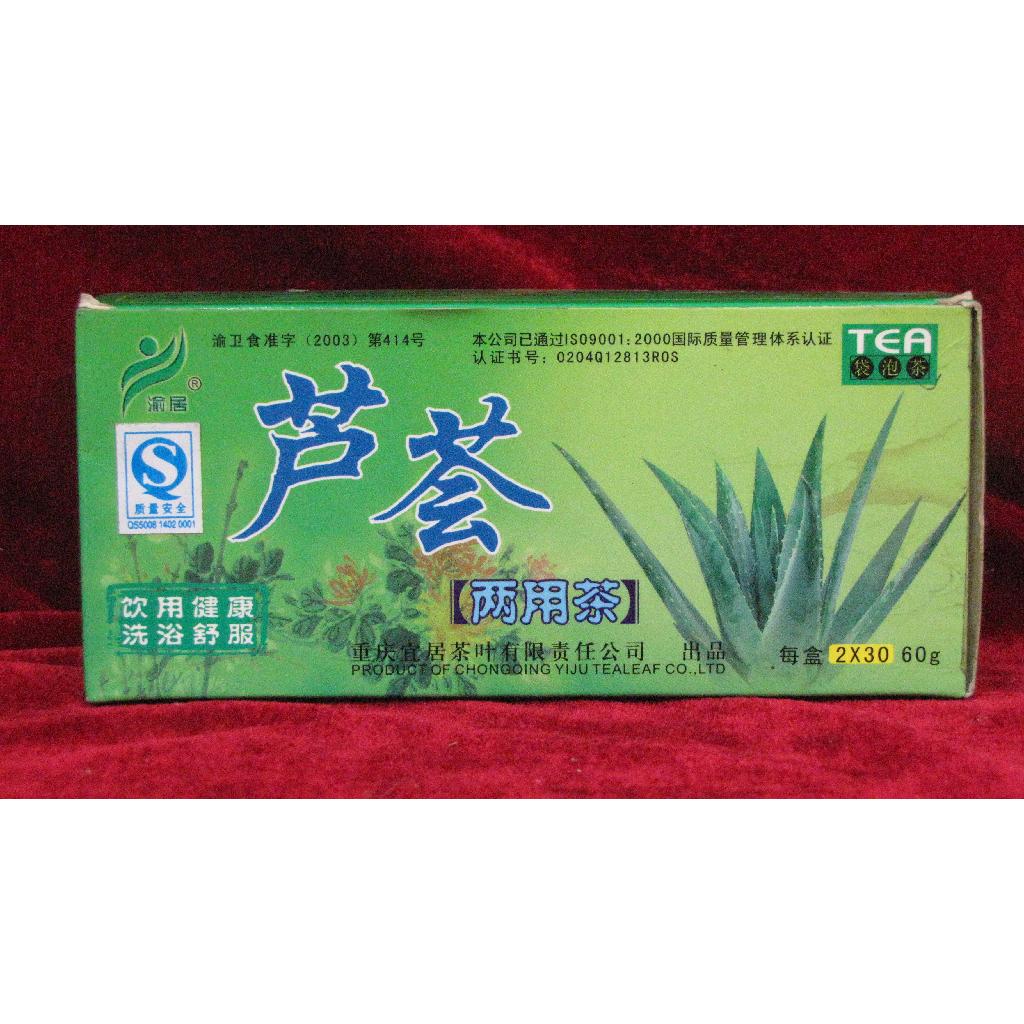 渝卫食准字（2003）第414号
本公司已通过ISO9001:2000国际质量管理体系认证
认证书号：0204Q12813R0S
TEA
袋泡茶
渝居®
芦荟
质量安全
QS5008 1402 0001
【两用茶】
饮用健康
洗浴舒服
重庆宜居茶叶有限责任公司 出品
PRODUCT OF CHONGQING YIJU TEALEAF CO.,LTD
每盒 2X30 60g